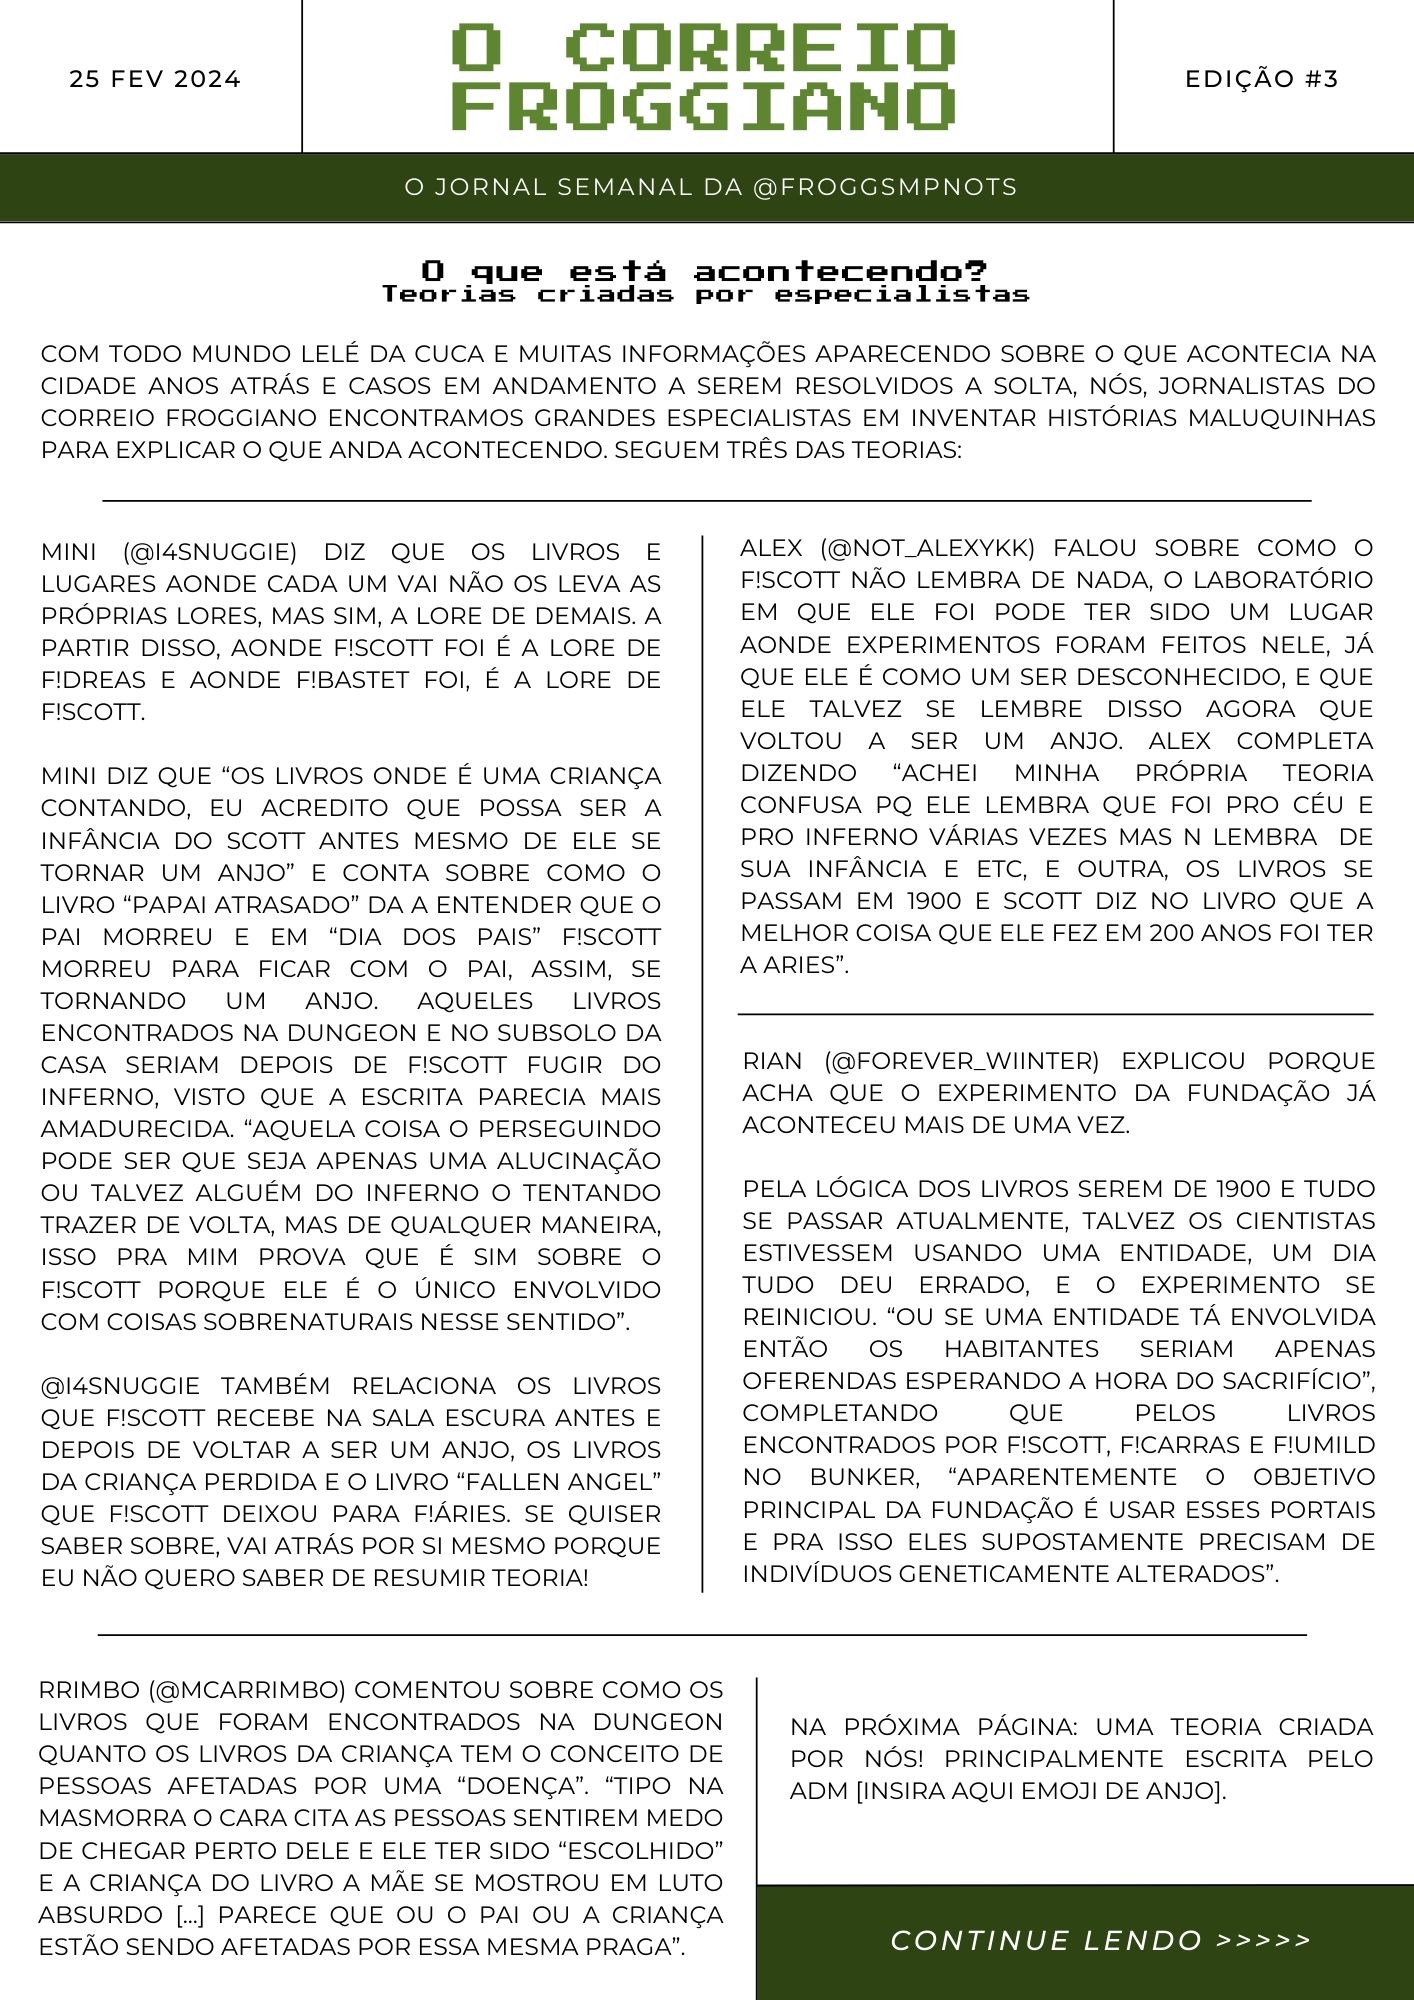 25 FEV 2024
O CORREIO
FROGGIANO
EDIÇÃO #3
O JORNAL SEMANAL DA @FROGGSMPNOTS
O que está acontecendo?
Teorias criadas por especialistas
COM TODO MUNDO LELÉ DA CUCA E MUITAS INFORMAÇÕES APARECENDO SOBRE O QUE ACONTECIA NA
CIDADE ANOS ATRÁS E CASOS EM ANDAMENTO A SEREM RESOLVIDOS A SOLTA, NÓS, JORNALISTAS DO
CORREIO FROGGIANO ENCONTRAMOS GRANDES ESPECIALISTAS EM INVENTAR HISTÓRIAS MALUQUINHAS
PARA EXPLICAR O QUE ANDA ACONTECENDO. SEGUEM TRÊS DAS TEORIAS:
MINI (@I4SNUGGIE) DIZ QUE OS LIVROS E
LUGARES AONDE CADA UM VAI NÃO OS LEVA AS
PRÓPRIAS LORES, MAS SIM, A LORE DE DEMAIS. A
PARTIR DISSO, AONDE F!SCOTT FOI É A LORE DE
F!DREAS E AONDE F!BASTET FOI, É A LORE DE
F!SCOTT.
MINI DIZ QUE “OS LIVROS ONDE É UMA CRIANÇA
CONTANDO, EU ACREDITO QUE POSSA SER A
INFÂNCIA DO SCOTT ANTES MESMO DE ELE SE
TORNAR UM ANJO” E CONTA SOBRE COMO O
LIVRO “PAPAI ATRASADO” DA A ENTENDER QUE O
PAI MORREU E EM “DIA DOS PAIS” F!SCOTT
MORREU PARA FICAR COM O PAI, ASSIM, SE
TORNANDO UM ANJO. AQUELES LIVROS
ENCONTRADOS NA DUNGEON E NO SUBSOLO DA
CASA SERIAM DEPOIS DE F!SCOTT FUGIR DO
INFERNO, VISTO QUE A ESCRITA PARECIA MAIS
AMADURECIDA. “AQUELA COISA O PERSEGUINDO
PODE SER QUE SEJA APENAS UMA ALUCINAÇÃO
OU TALVEZ ALGUÉM DO INFERNO O TENTANDO
TRAZER DE VOLTA, MAS DE QUALQUER MANEIRA,
ISSO PRA MIM PROVA QUE É SIM SOBRE O
F!SCOTT PORQUE ELE É O ÚNICO ENVOLVIDO
COM COISAS SOBRENATURAIS NESSE SENTIDO”.
@I4SNUGGIE TAMBÉM RELACIONA OS LIVROS
QUE F!SCOTT RECEBE NA SALA ESCURA ANTES E
DEPOIS DE VOLTAR A SER UM ANJO, OS LIVROS
DA CRIANÇA PERDIDA E O LIVRO “FALLEN ANGEL”
QUE F!SCOTT DEIXOU PARA F!ÁRIES. SE QUISER
SABER SOBRE, VAI ATRÁS POR SI MESMO PORQUE
EU NÃO QUERO SABER DE RESUMIR TEORIA!
ALEX (@NOT_ALEXYKK) FALOU SOBRE COMO O
F!SCOTT NÃO LEMBRA DE NADA, O LABORATÓRIO
EM QUE ELE FOI PODE TER SIDO UM LUGAR
AONDE EXPERIMENTOS FORAM FEITOS NELE, JÁ
QUE ELE É COMO UM SER DESCONHECIDO, E QUE
ELE TALVEZ SE LEMBRE DISSO AGORA QUE
VOLTOU A SER UM ANJO. ALEX COMPLETA
DIZENDO “ACHEI MINHA PRÓPRIA TEORIA
CONFUSA PQ ELE LEMBRA QUE FOI PRO CÉU E
PRO INFERNO VÁRIAS VEZES MAS N LEMBRA DE
SUA INFÂNCIA E ETC, E OUTRA, OS LIVROS SE
PASSAM EM 1900 E SCOTT DIZ NO LIVRO QUE A
MELHOR COISA QUE ELE FEZ EM 200 ANOS FOI TER
A ARIES”.
RIAN (@FOREVER_WIINTER) EXPLICOU PORQUE
ACHA QUE O EXPERIMENTO DA FUNDAÇÃO JÁ
ACONTECEU MAIS DE UMA VEZ.
PELA LÓGICA DOS LIVROS SEREM DE 1900 E TUDO
SE PASSAR ATUALMENTE, TALVEZ OS CIENTISTAS
ESTIVESSEM USANDO UMA ENTIDADE, UM DIA
TUDO DEU ERRADO, E O EXPERIMENTO SE
REINICIOU. “OU SE UMA ENTIDADE TÁ ENVOLVIDA
ENTÃO OS HABITANTES SERIAM APENAS
OFERENDAS ESPERANDO A HORA DO SACRIFÍCIO”,
COMPLETANDO QUE PELOS LIVROS
ENCONTRADOS POR F!SCOTT, F!CARRAS E F!UMILD
NO BUNKER, “APARENTEMENTE O OBJETIVO
PRINCIPAL DA FUNDAÇÃO É USAR ESSES PORTAIS
E PRA ISSO ELES SUPOSTAMENTE PRECISAM DE
INDIVÍDUOS GENETICAMENTE ALTERADOS”.
RRIMBO (@MCARRIMBO) COMENTOU SOBRE COMO OS
LIVROS QUE FORAM ENCONTRADOS NA DUNGEON
QUANTO OS LIVROS DA CRIANÇA TEM O CONCEITO DE
PESSOAS AFETADAS POR UMA “DOENÇA”. “TIPO NA
MASMORRA O CARA CITA AS PESSOAS SENTIREM MEDO
DE CHEGAR PERTO DELE E ELE TER SIDO “ESCOLHIDO”
E A CRIANÇA DO LIVRO A MÃE SE MOSTROU EM LUTO
ABSURDO [...] PARECE QUE OU O PAI OU A CRIANÇA
ESTÃO SENDO AFETADAS POR ESSA MESMA PRAGA”.
NA PRÓXIMA PÁGINA: UMA TEORIA CRIADA
POR NÓS! PRINCIPALMENTE ESCRITA PELO
ADM [INSIRA AQUI EMOJI DE ANJO].
CONTINUE LENDO >>>>>